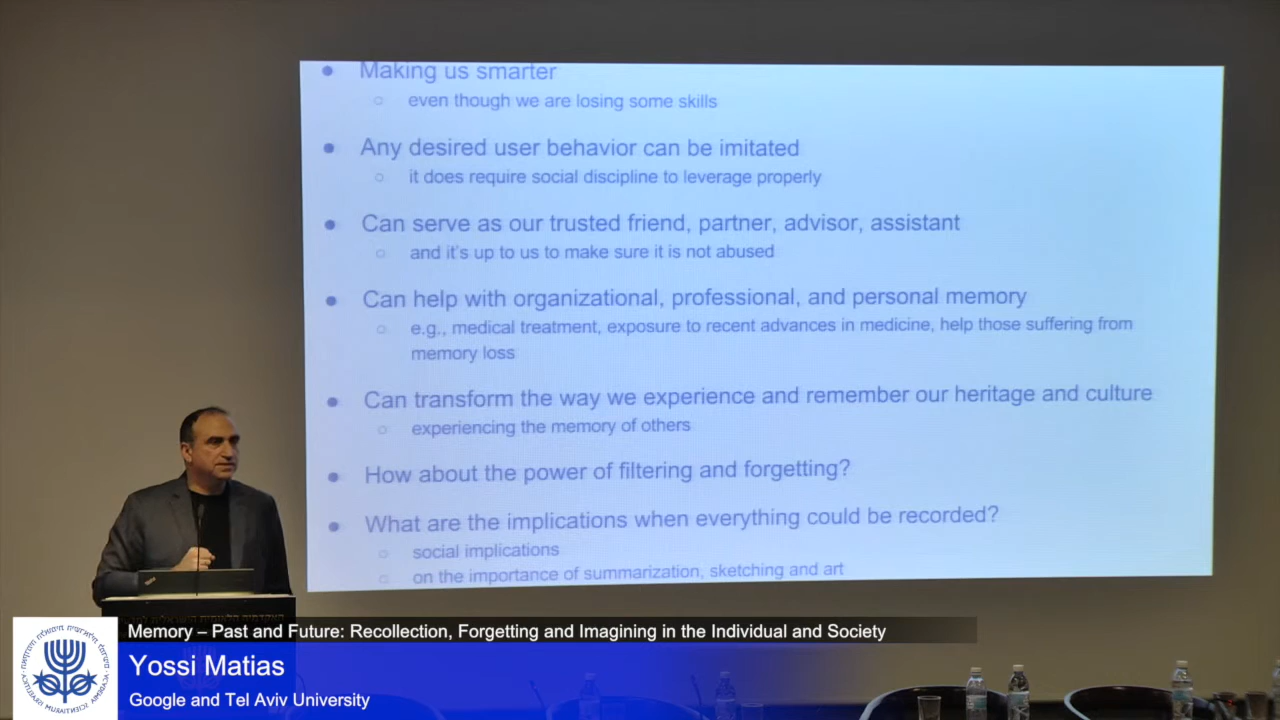 Making us smarter
even though we are losing some skills
Any desired user behavior can be imitated
it does require social discipline to leverage properly
Can serve as our trusted friend, partner, advisor, assistant
and it's up to us to make sure it is not abused
Can help with organizational, professional, and personal memory
e.g., medical treatment, exposure to recent advances in medicine, help those suffering from
memory loss
Can transform the way we experience and remember our heritage and culture
experiencing the memory of others
How about the power of filtering and forgetting?
What are the implications when everything could be recorded?
social implications
on the importance of summarization, sketching and art
Memory – Past and Future: Recollection, Forgetting and Imagining in the Individual and Society
Yossi Matias
Google and Tel Aviv University